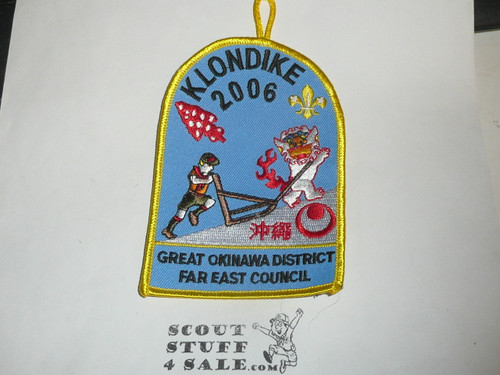 KLONDIKE
2006
沖縄
GREAT OKINAWA DISTRICT
FAR EAST COUNCIL
SCOUT
STUFF
4 SALE.COM